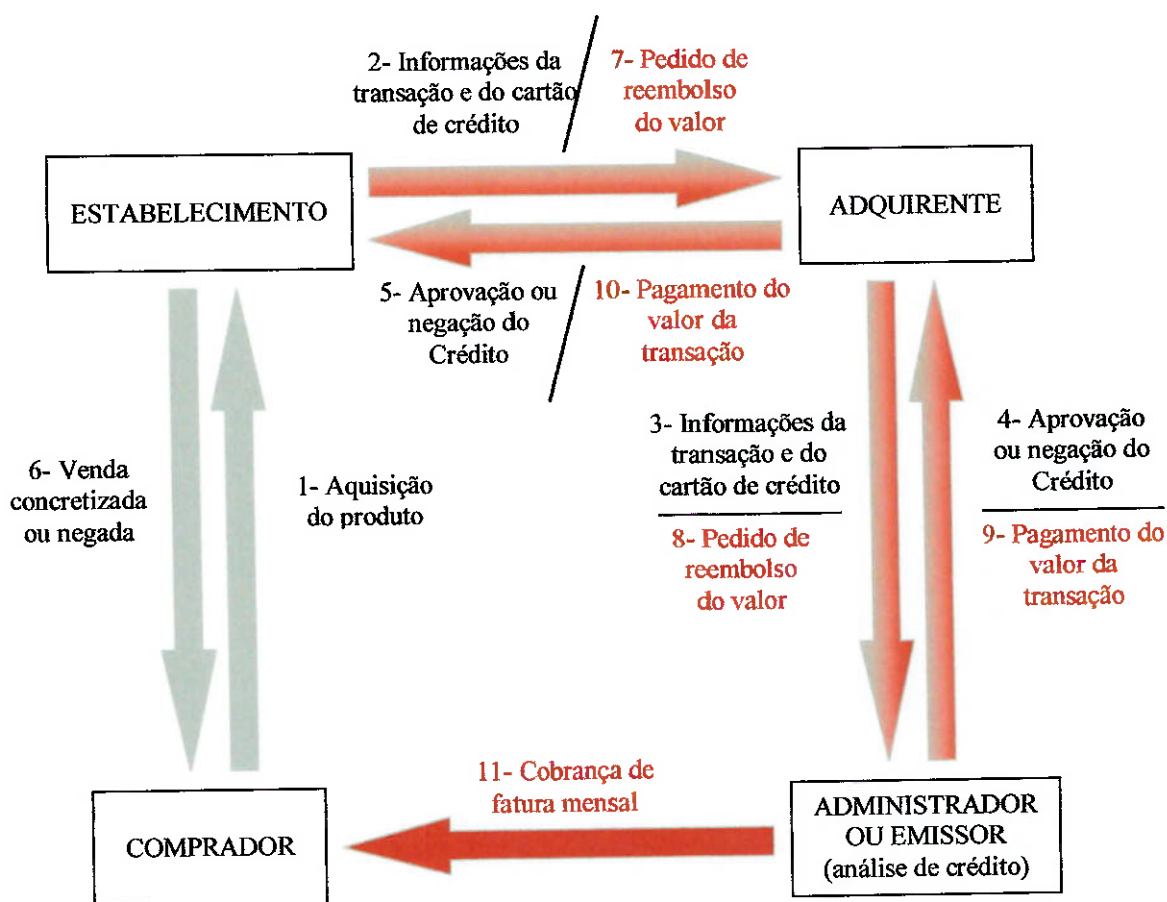 2- Informações da
transação e do cartão
de crédito
7- Pedido de
reembolso
do valor
ESTABELECIMENTO
ADQUIRENTE
5- Aprovação ou
negação do
Crédito
10- Pagamento do
valor da
transação
6- Venda
concretizada
ou negada
1- Aquisição
do produto
3- Informações da
transação e do
cartão de crédito
8- Pedido de
reembolso
do valor
4- Aprovação
ou negação do
Crédito
9- Pagamento do
valor da
transação
11- Cobrança de
fatura mensal
COMPRADOR
ADMINISTRADOR
OU EMISSOR
(análise de crédito)